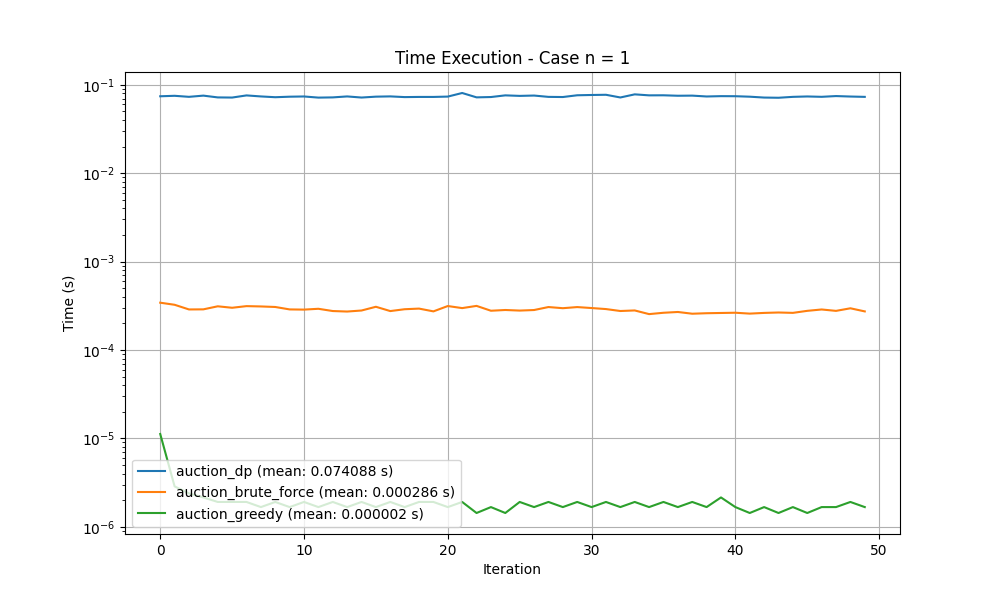 Time Execution - Case n = 1
Time (s)
10⁻¹
10⁻²
10⁻³
10⁻⁴
10⁻⁵
10⁻⁶
auction_dp (mean: 0.074088 s)
auction_brute_force (mean: 0.000286 s)
auction_greedy (mean: 0.000002 s)
0 10 20 30 40 50
Iteration